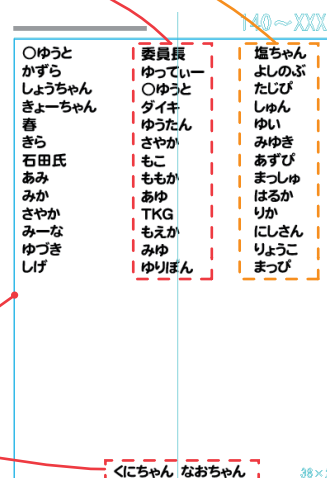 140～XXX
〇ゆうと
かずら
しょうちゃん
きょーちゃん
春
きら
石田氏
あみ
みか
さやか
みーな
ゆづき
しげ
委員長
ゆってぃー
〇ゆうと
ダイキ
ゆうたん
さやか
もこ
ももか
あゆ
TKG
もえか
みゆ
ゆりぽん
塩ちゃん
よしのぶ
たじぴ
しゅん
ゆい
みゆき
あずぴ
まっしゅ
はるか
りか
にしさん
りょうこ
まっぴ
くにちゃん なおちゃん